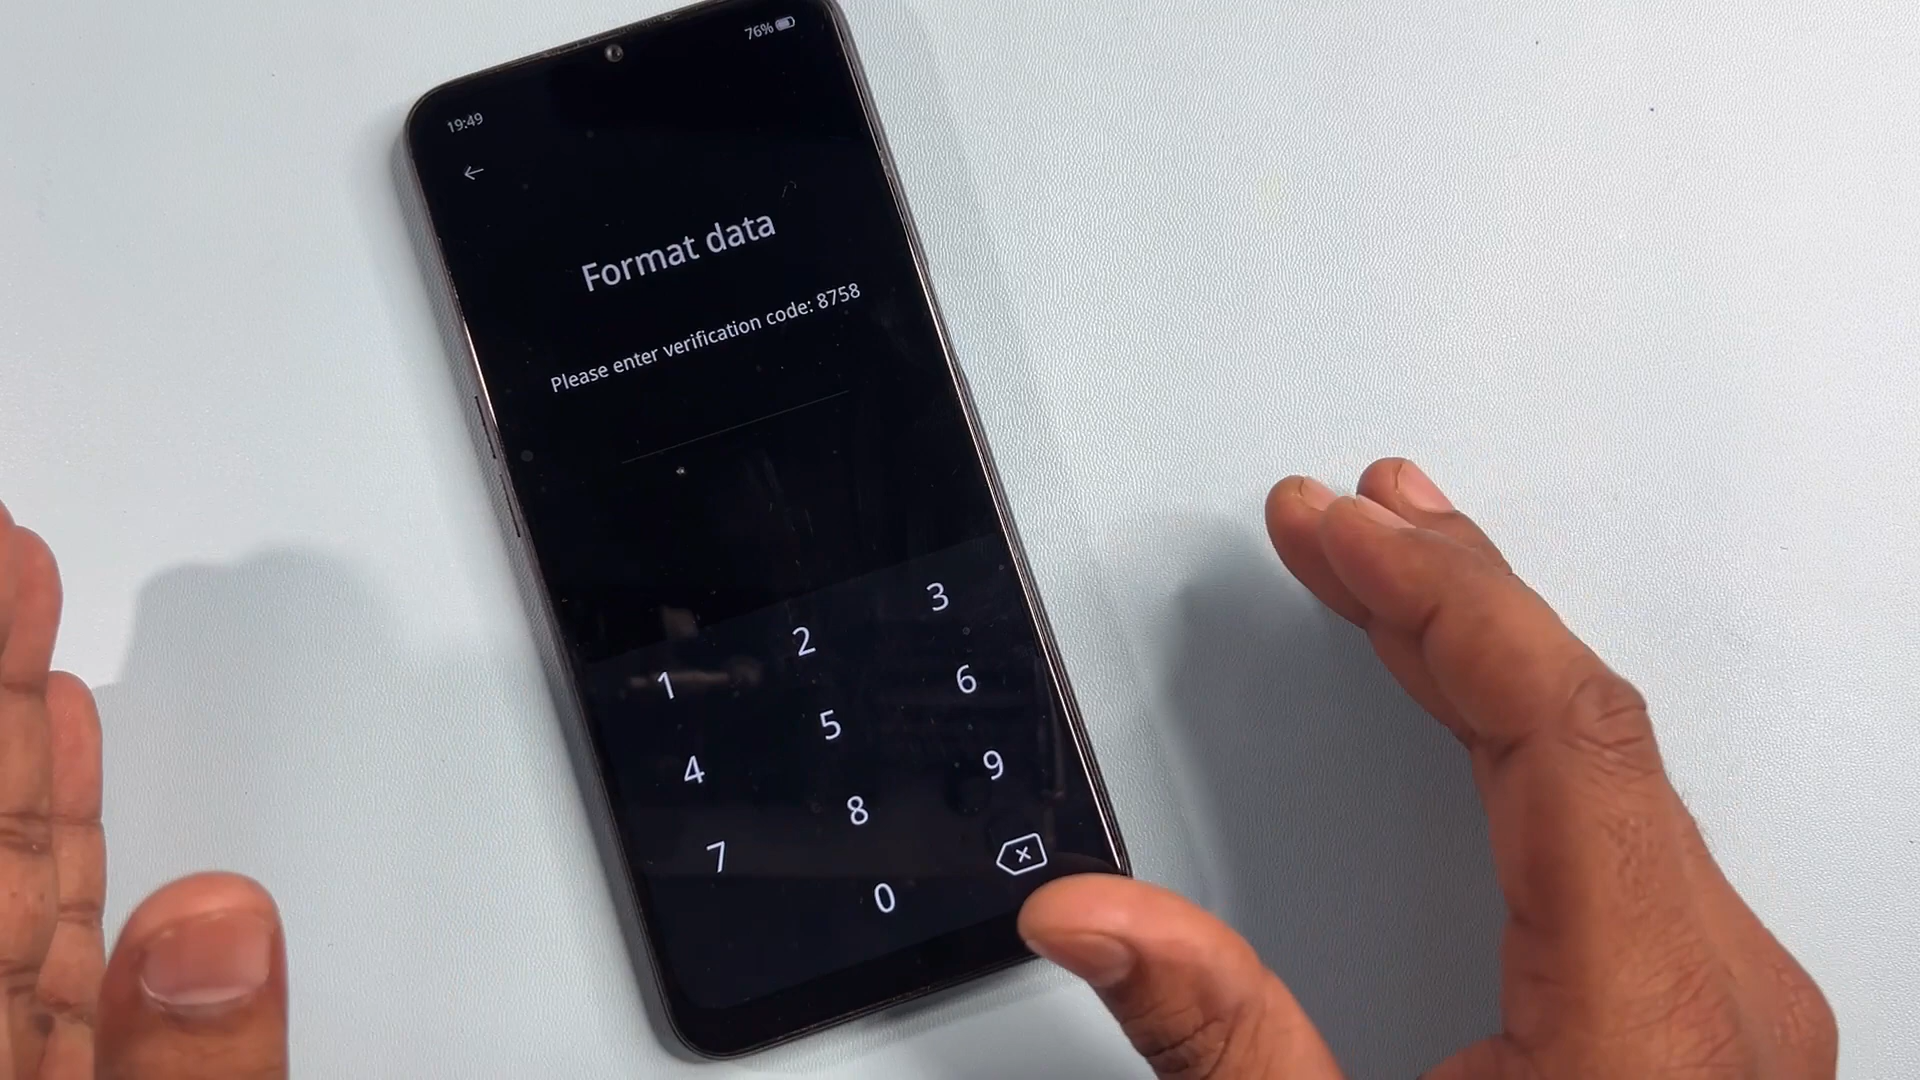 76%
19:49
Format data
Please enter verification code: 8758
1 2 3
4 5 6
7 8 9
0